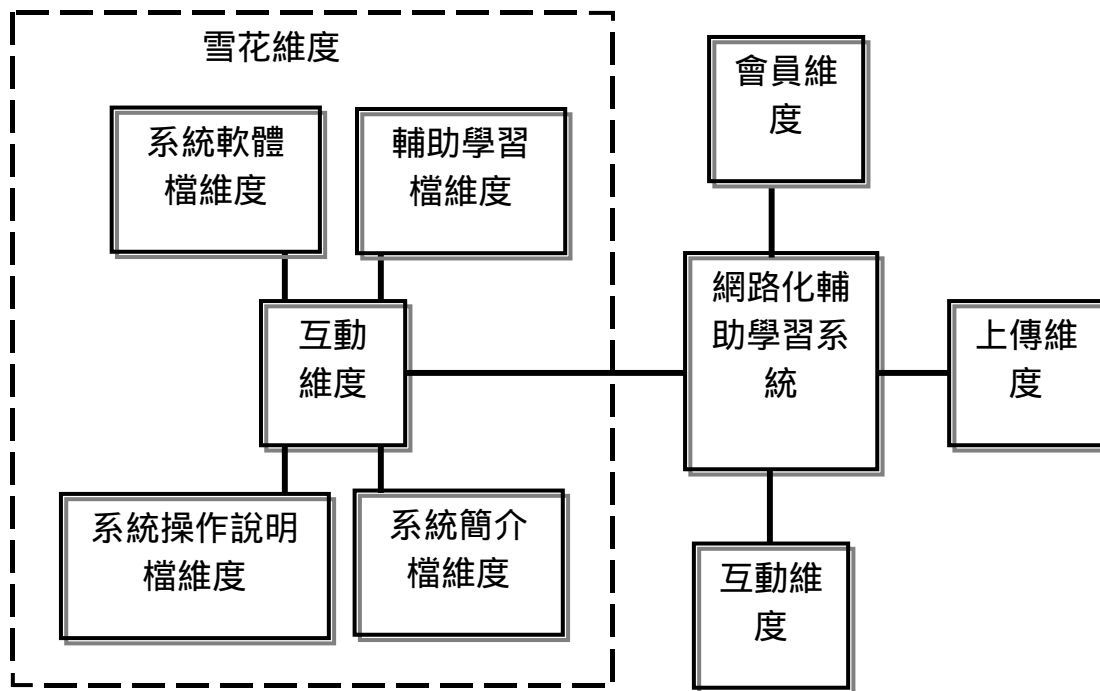 雪花維度
系統軟體
檔維度
輔助學習
檔維度
互動
維度
系統操作說明
檔維度
系統簡介
檔維度
會員維
度
網路化輔
助學習系
統
上傳維
度
互動維
度